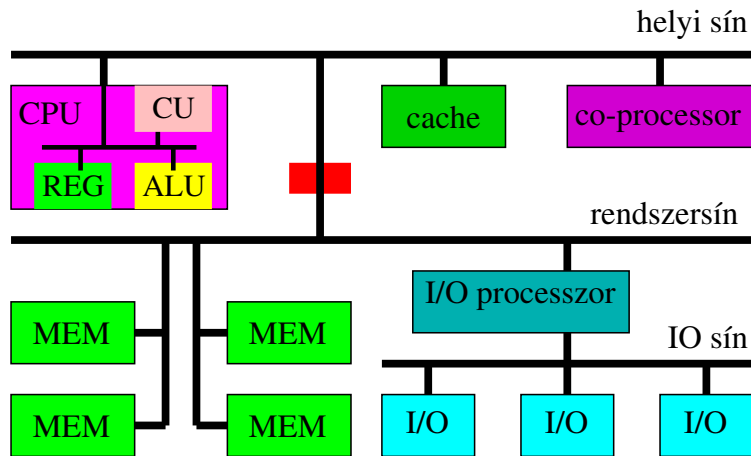 helyi sín
CPU
CU
REG
ALU
cache
co-processor
rendszersín
I/O processzor
MEM
MEM
IO sín
MEM
MEM
I/O
I/O
I/O